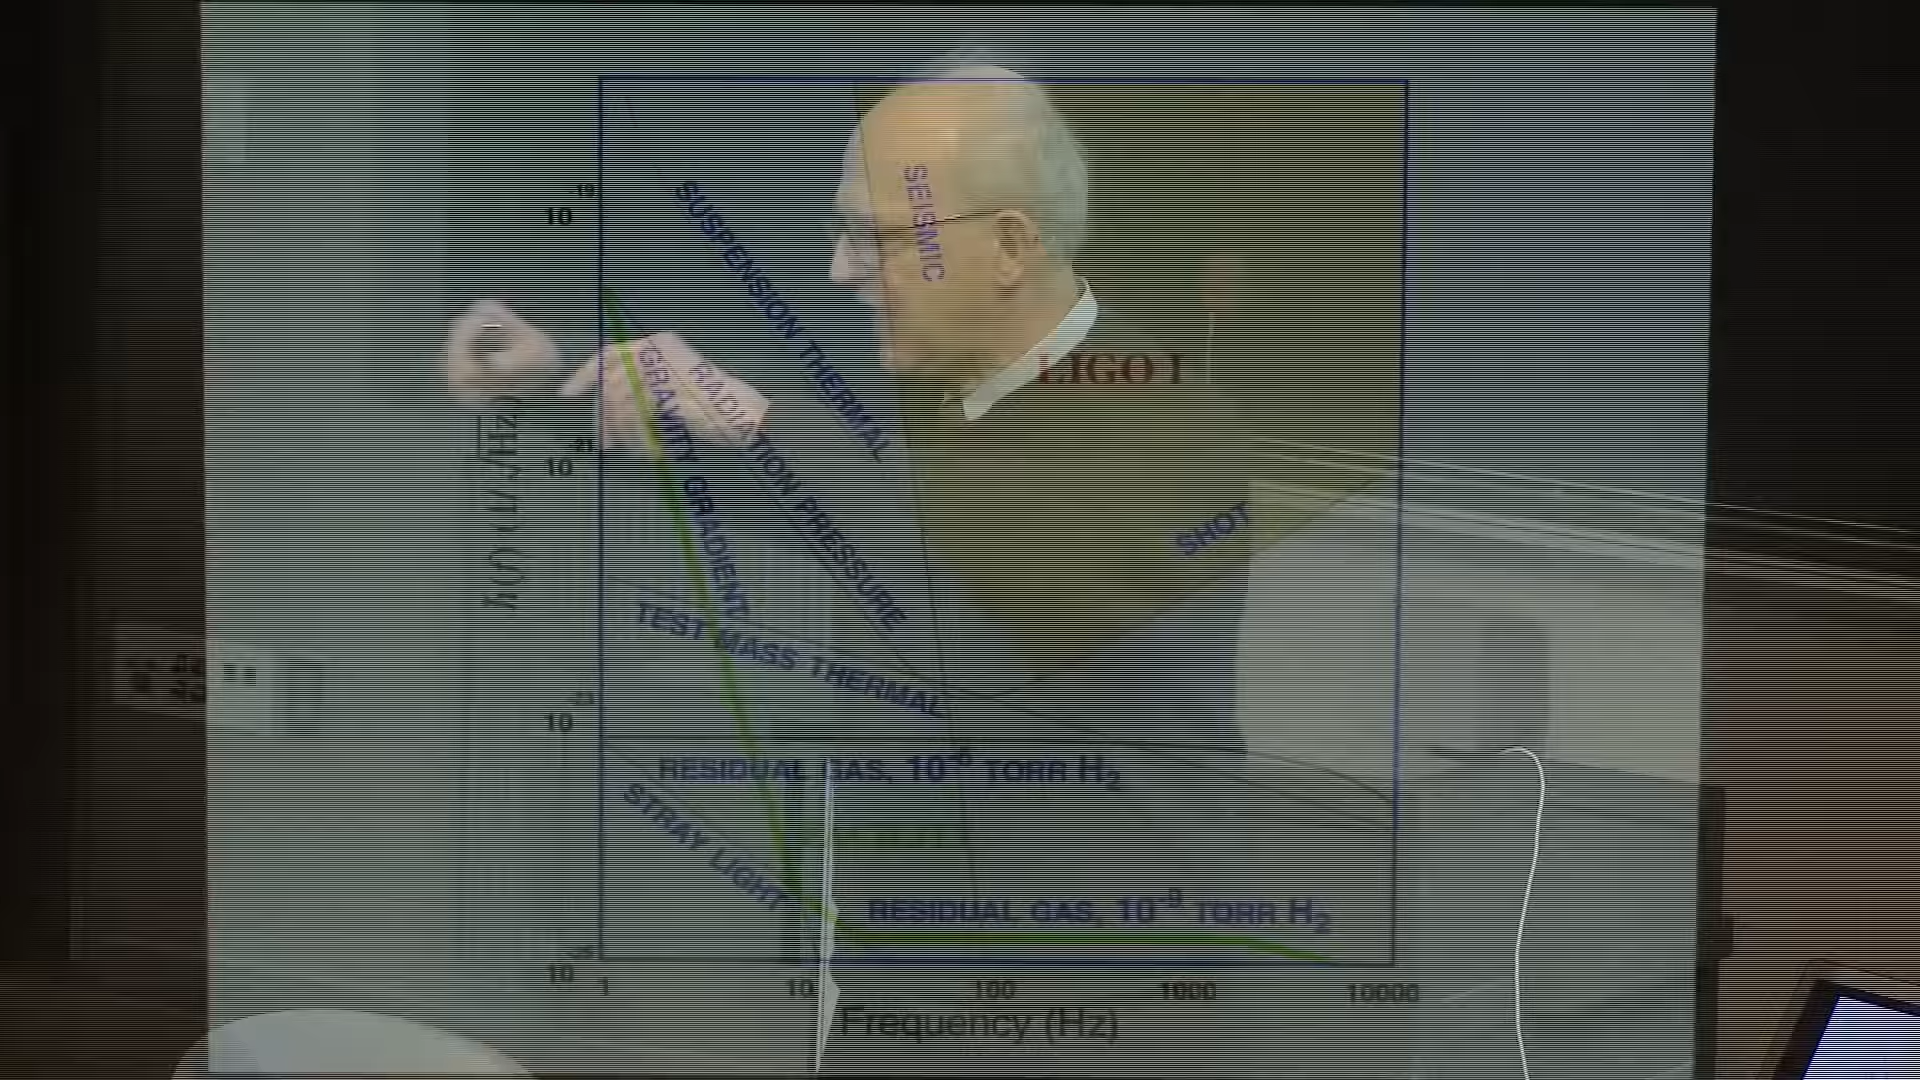 10^-19
SUSPENSION THERMAL
SEISMIC
LIGO I
GRAVITY GRADIENT
RADIATION PRESSURE
h(f) (1/√Hz)
10^-21
SHOT
TEST MASS THERMAL
10^-23
RESIDUAL GAS, 10^-6 TORR H2
STRAY LIGHT
RESIDUAL GAS, 10^-9 TORR H2
10^-25
1 10 100 1000 10000
Frequency (Hz)